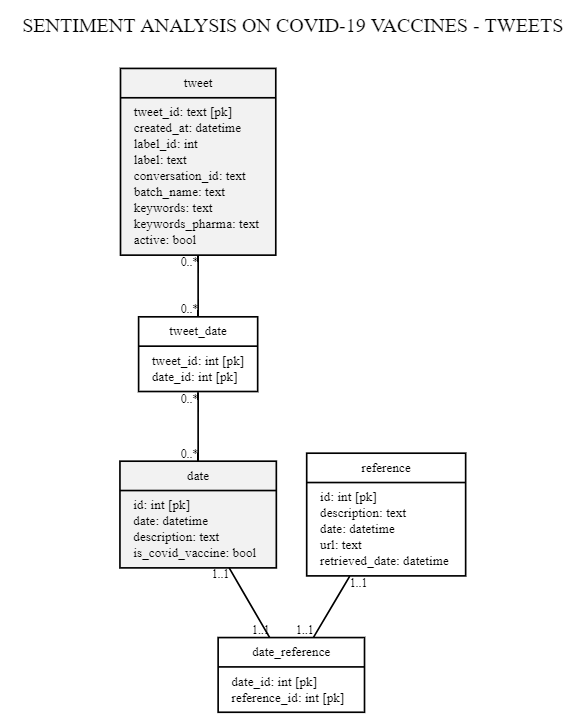 SENTIMENT ANALYSIS ON COVID-19 VACCINES - TWEETS
tweet
tweet_id: text [pk]
created_at: datetime
label_id: int
label: text
conversation_id: text
batch_name: text
keywords: text
keywords_pharma: text
active: bool
0..*
0..*
tweet_date
tweet_id: int [pk]
date_id: int [pk]
0..*
0..*
date
id: int [pk]
date: datetime
description: text
is_covid_vaccine: bool
1..1
reference
id: int [pk]
description: text
date: datetime
url: text
retrieved_date: datetime
1..1
1..1
1..1
date_reference
date_id: int [pk]
reference_id: int [pk]